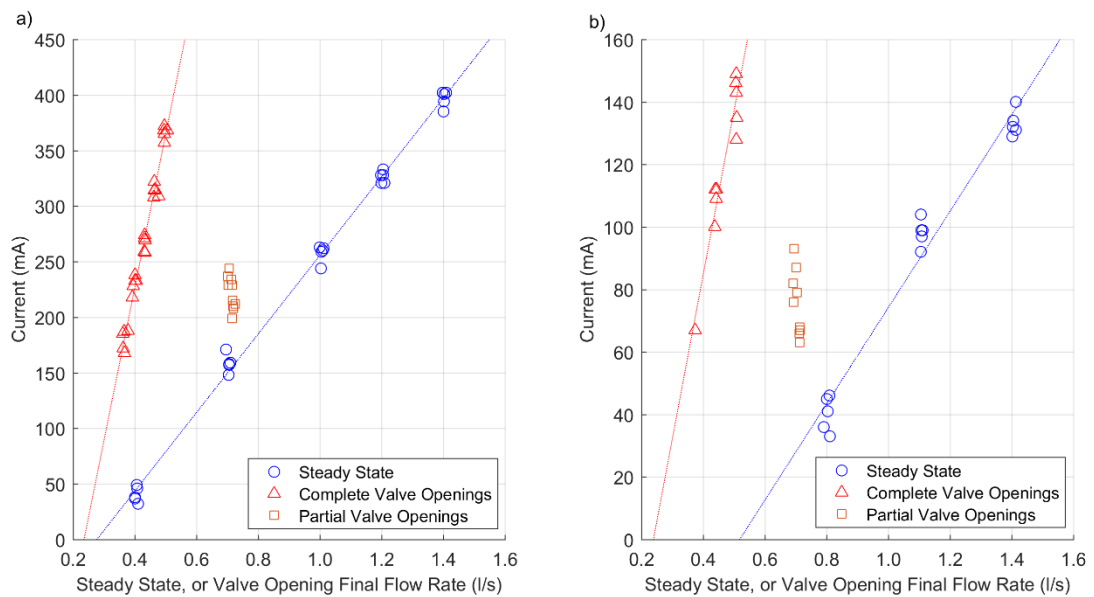 a)
450
400
350
300
250
200
150
100
50
0
Current (mA)
0.2 0.4 0.6 0.8 1.0 1.2 1.4 1.6
Steady State, or Valve Opening Final Flow Rate (l/s)
Steady State
Complete Valve Openings
Partial Valve Openings
b)
160
140
120
100
80
60
40
20
0
Current (mA)
0.2 0.4 0.6 0.8 1.0 1.2 1.4 1.6
Steady State, or Valve Opening Final Flow Rate (l/s)
Steady State
Complete Valve Openings
Partial Valve Openings